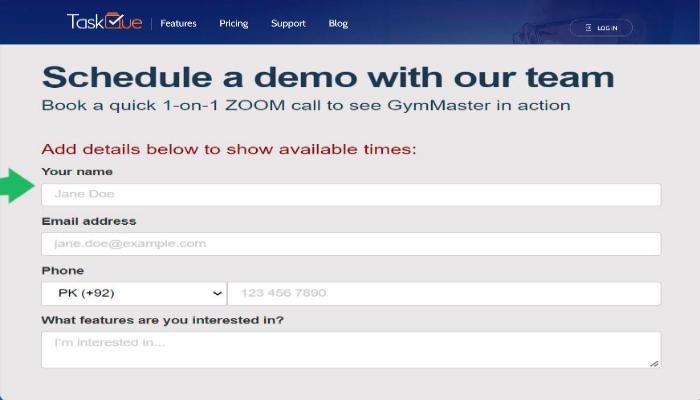 TaskQue
Features
Pricing
Support
Blog
LOG IN
Schedule a demo with our team
Book a quick 1-on-1 ZOOM call to see GymMaster in action
Add details below to show available times:
Your name
Jane Doe
Email address
jane.doe@example.com
Phone
PK (+92)
123 456 7890
What features are you interested in?
I'm interested in...